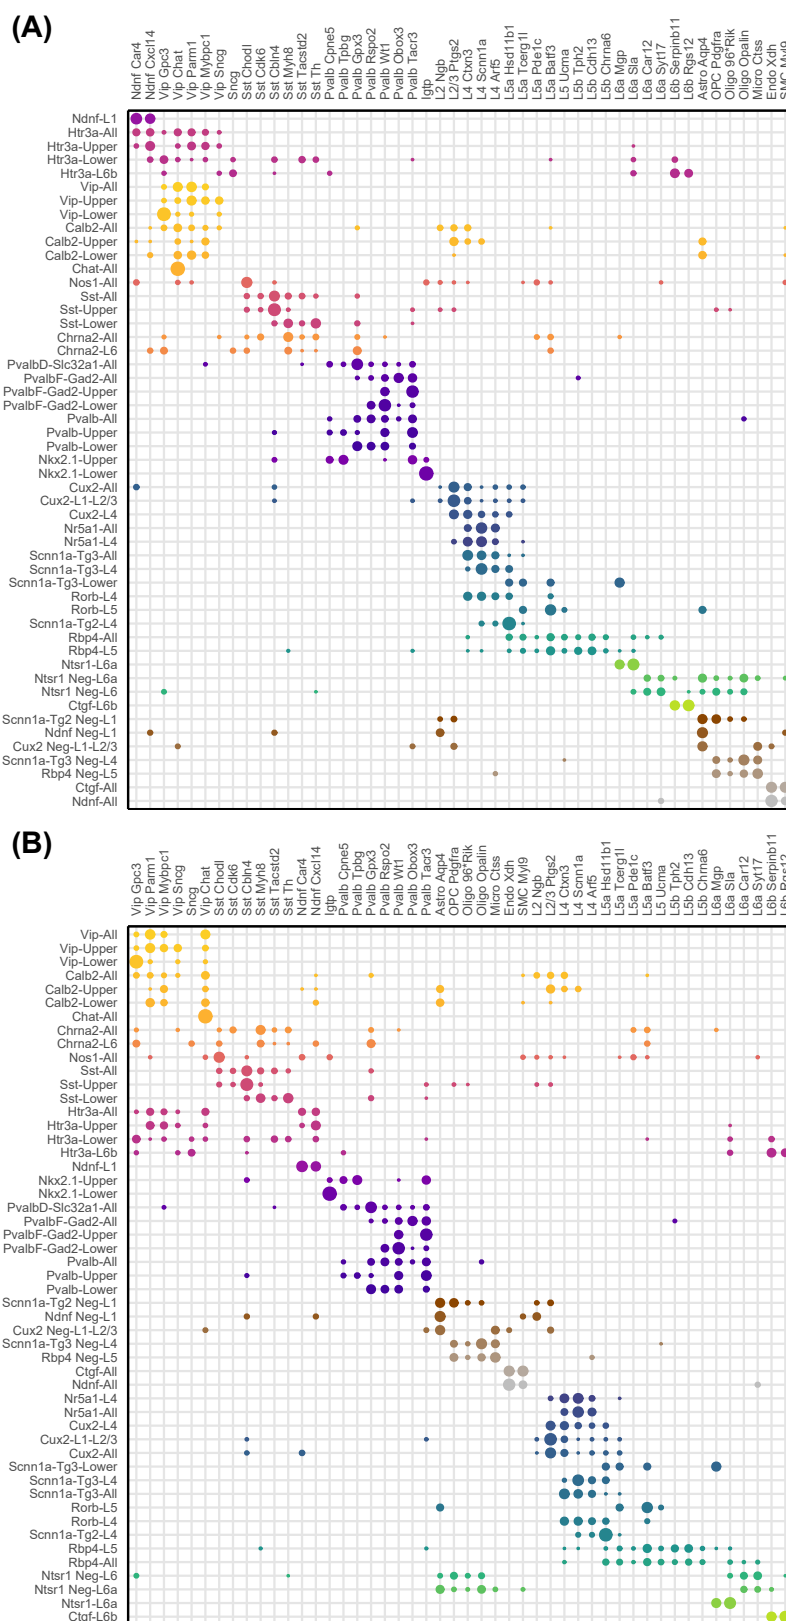 (A)
Ndnf Car4
Ndnf Cxcl14
Vip Gpc3
Vip Chat
Vip Parm1
Vip Mybpc1
Vip Sncg
Sncg
Sst Chodl
Sst Cdk6
Sst Cbln4
Sst Myh8
Sst Tacstd2
Sst Th
Pvalb Cpne5
Pvalb Tpbg
Pvalb Gpx3
Pvalb Rspo2
Pvalb Wt1
Pvalb Obox3
Pvalb Tacr3
Igtp
L2 Ngb
L2/3 Ptgs2
L4 Ctxn3
L4 Scnn1a
L4 Arf5
L5a Hsd11b1
L5a Tcerg1l
L5a Pde1c
L5a Batf3
L5 Ucma
L5b Tph2
L5b Cdh13
L5b Chrna6
L6a Mgp
L6a Sla
L6a Car12
L6a Syt17
L6b Serpinb11
L6b Rgs12
Astro Aqp4
OPC Pdgfra
Oligo 96*Rik
Oligo Opalin
Micro Ctss
Endo Xdh
SMC Myl9
Ndnf-L1
Htr3a-All
Htr3a-Upper
Htr3a-Lower
Htr3a-L6b
Vip-All
Vip-Upper
Vip-Lower
Calb2-All
Calb2-Upper
Calb2-Lower
Chat-All
Nos1-All
Sst-All
Sst-Upper
Sst-Lower
Chrna2-All
Chrna2-L6
PvalbD-Slc32a1-All
PvalbF-Gad2-All
PvalbF-Gad2-Upper
PvalbF-Gad2-Lower
Pvalb-All
Pvalb-Upper
Pvalb-Lower
Nkx2.1-Upper
Nkx2.1-Lower
Cux2-All
Cux2-L1-L2/3
Cux2-L4
Nr5a1-All
Nr5a1-L4
Scnn1a-Tg3-All
Scnn1a-Tg3-L4
Scnn1a-Tg3-Lower
Rorb-L4
Rorb-L5
Scnn1a-Tg2-L4
Rbp4-All
Rbp4-L5
Ntsr1-L6a
Ntsr1 Neg-L6a
Ntsr1 Neg-L6
Ctgf-L6b
Scnn1a-Tg2 Neg-L1
Ndnf Neg-L1
Cux2 Neg-L1-L2/3
Scnn1a-Tg3 Neg-L4
Rbp4 Neg-L5
Ctgf-All
Ndnf-All
(B)
Vip Gpc3
Vip Parm1
Vip Mybpc1
Vip Sncg
Sncg
Vip Chat
Sst Chodl
Sst Cdk6
Sst Cbln4
Sst Myh8
Sst Tacstd2
Sst Th
Ndnf Car4
Ndnf Cxcl14
Igtp
Pvalb Cpne5
Pvalb Tpbg
Pvalb Gpx3
Pvalb Rspo2
Pvalb Wt1
Pvalb Obox3
Pvalb Tacr3
Astro Aqp4
OPC Pdgfra
Oligo 96*Rik
Oligo Opalin
Micro Ctss
Endo Xdh
SMC Myl9
L2 Ngb
L2/3 Ptgs2
L4 Ctxn3
L4 Scnn1a
L4 Arf5
L5a Hsd11b1
L5a Tcerg1l
L5a Pde1c
L5a Batf3
L5 Ucma
L5b Tph2
L5b Cdh13
L5b Chrna6
L6a Mgp
L6a Sla
L6a Car12
L6a Syt17
L6b Serpinb11
L6b Rgs12
Vip-All
Vip-Upper
Vip-Lower
Calb2-All
Calb2-Upper
Calb2-Lower
Chat-All
Chrna2-All
Chrna2-L6
Nos1-All
Sst-All
Sst-Upper
Sst-Lower
Htr3a-All
Htr3a-Upper
Htr3a-Lower
Htr3a-L6b
Ndnf-L1
Nkx2.1-Upper
Nkx2.1-Lower
PvalbD-Slc32a1-All
PvalbF-Gad2-All
PvalbF-Gad2-Upper
PvalbF-Gad2-Lower
Pvalb-All
Pvalb-Upper
Pvalb-Lower
Scnn1a-Tg2 Neg-L1
Ndnf Neg-L1
Cux2 Neg-L1-L2/3
Scnn1a-Tg3 Neg-L4
Rbp4 Neg-L5
Ctgf-All
Ndnf-All
Nr5a1-L4
Nr5a1-All
Cux2-L4
Cux2-L1-L2/3
Cux2-All
Scnn1a-Tg3-Lower
Scnn1a-Tg3-L4
Scnn1a-Tg3-All
Rorb-L5
Rorb-L4
Scnn1a-Tg2-L4
Rbp4-L5
Rbp4-All
Ntsr1 Neg-L6
Ntsr1 Neg-L6a
Ntsr1-L6a
Ctgf-L6b